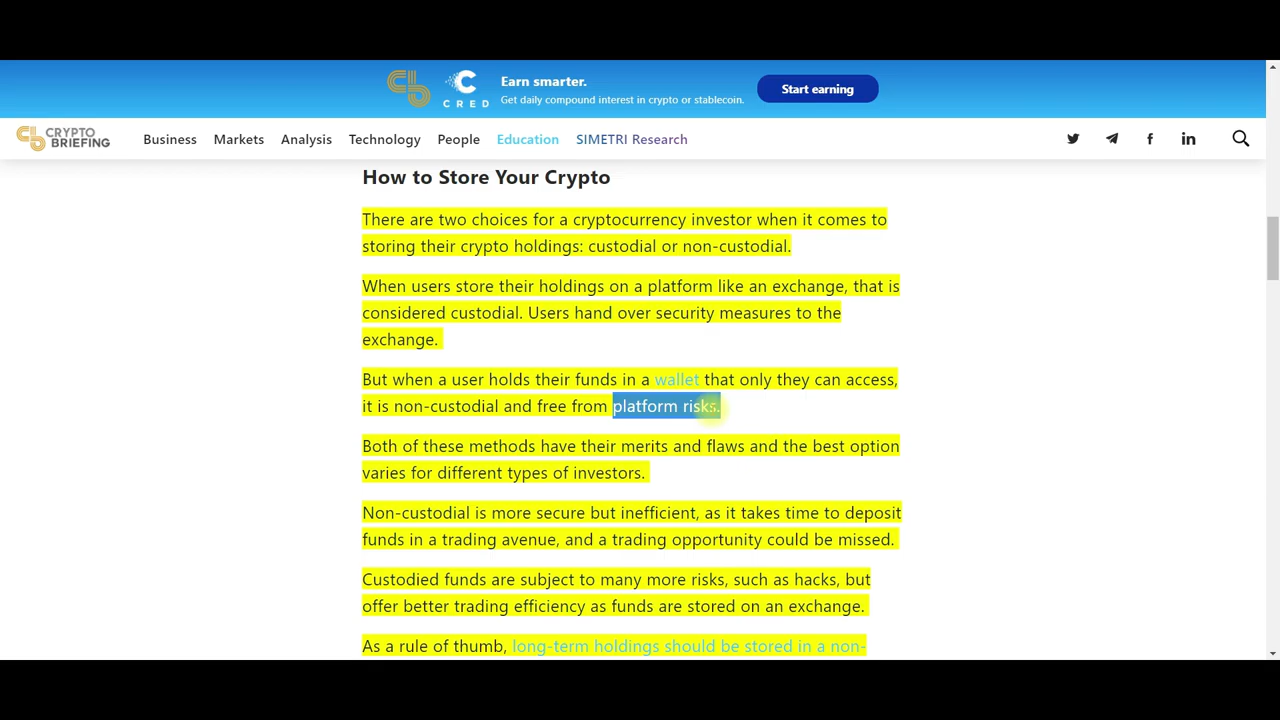 Earn smarter.
CRED
Get daily compound interest in crypto or stablecoin.
Start earning
CRYPTO
BRIEFING
Business Markets Analysis Technology People Education SIMETRI Research
How to Store Your Crypto
There are two choices for a cryptocurrency investor when it comes to
storing their crypto holdings: custodial or non-custodial.
When users store their holdings on a platform like an exchange, that is
considered custodial. Users hand over security measures to the
exchange.
But when a user holds their funds in a wallet that only they can access,
it is non-custodial and free from platform risks.
Both of these methods have their merits and flaws and the best option
varies for different types of investors.
Non-custodial is more secure but inefficient, as it takes time to deposit
funds in a trading avenue, and a trading opportunity could be missed.
Custodied funds are subject to many more risks, such as hacks, but
offer better trading efficiency as funds are stored on an exchange.
As a rule of thumb, long-term holdings should be stored in a non-